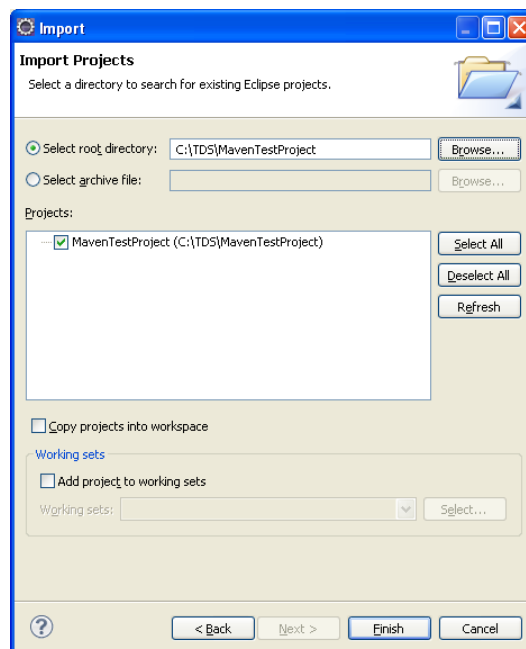 Import
Import Projects
Select a directory to search for existing Eclipse projects.
Select root directory: C:\TDS\MavenTestProject Browse...
Select archive file: Browse...
Projects:
MavenTestProject (C:\TDS\MavenTestProject)
Select All
Deselect All
Refresh
Copy projects into workspace
Working sets
Add project to working sets
Working sets: Select...
? < Back Next > Finish Cancel